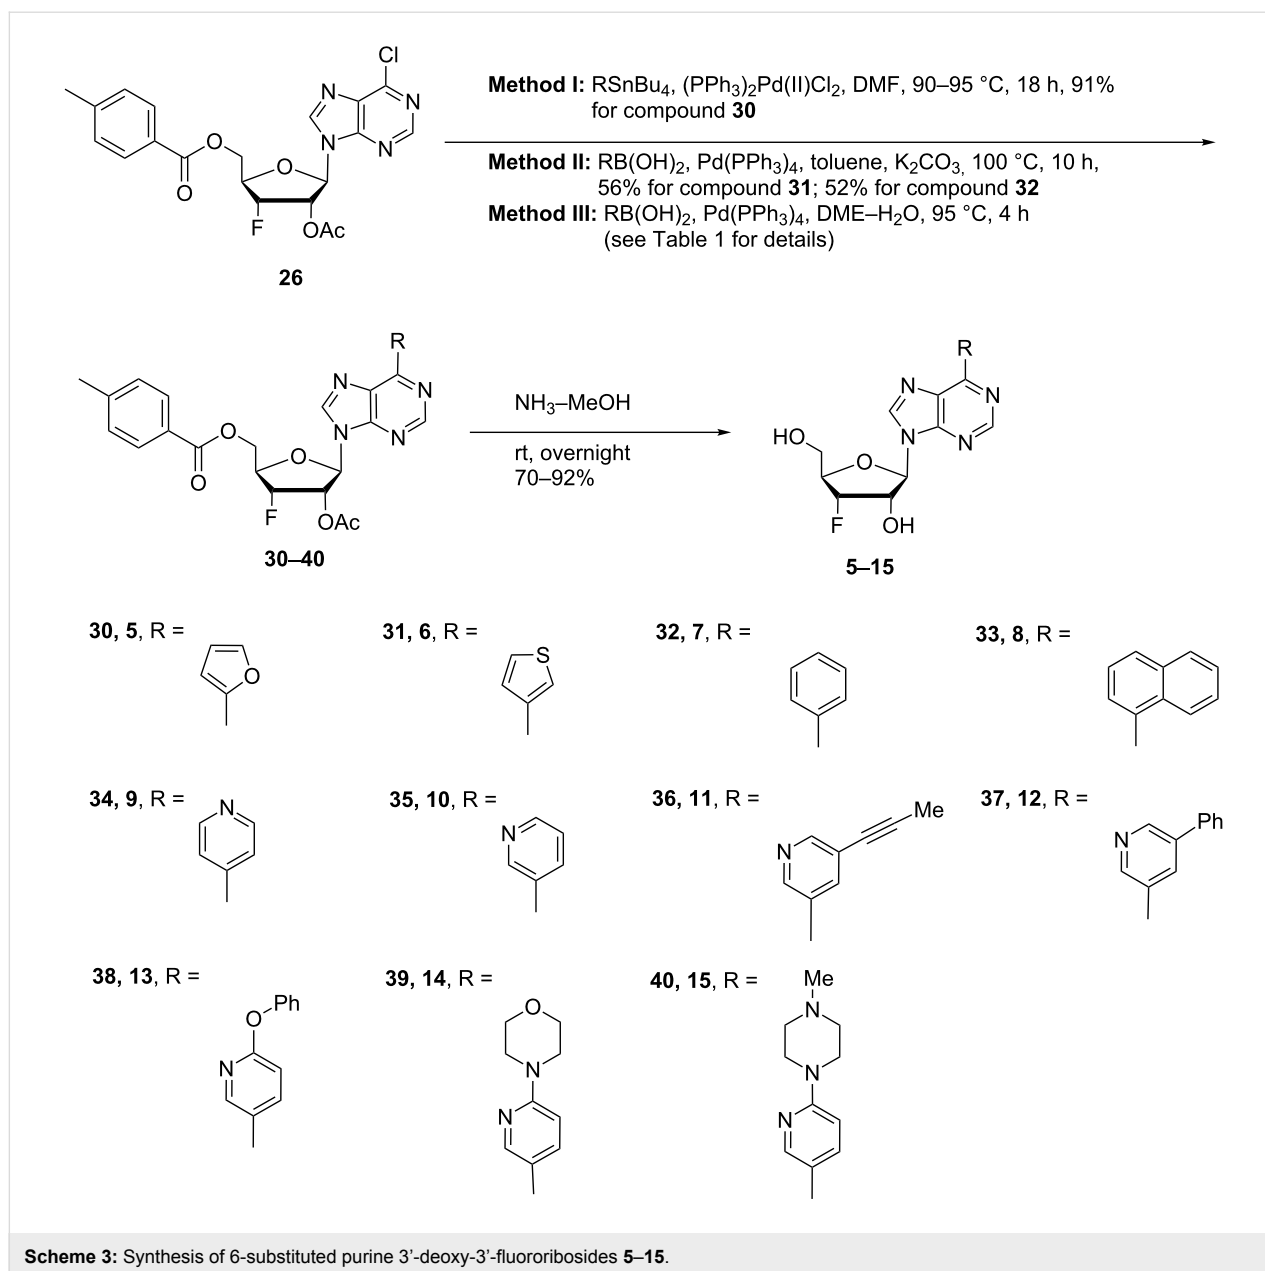 Cl
N
N
N
N
O
O
O
F
OAc
26
Method I: RSnBu4, (PPh3)2Pd(II)Cl2, DMF, 90–95 °C, 18 h, 91%
for compound 30
Method II: RB(OH)2, Pd(PPh3)4, toluene, K2CO3, 100 °C, 10 h,
56% for compound 31; 52% for compound 32
Method III: RB(OH)2, Pd(PPh3)4, DME–H2O, 95 °C, 4 h
(see Table 1 for details)
R
N
N
N
N
O
O
O
F
OAc
30–40
NH3–MeOH
rt, overnight
70–92%
R
N
N
N
N
HO
O
F
OH
5–15
30, 5, R =
O
31, 6, R =
S
32, 7, R =
33, 8, R =
34, 9, R =
N
35, 10, R =
N
36, 11, R =
Me
N
37, 12, R =
Ph
N
38, 13, R =
Ph
O
N
39, 14, R =
O
N
N
40, 15, R =
Me
N
N
N
Scheme 3: Synthesis of 6-substituted purine 3’-deoxy-3’-fluororibosides 5–15.